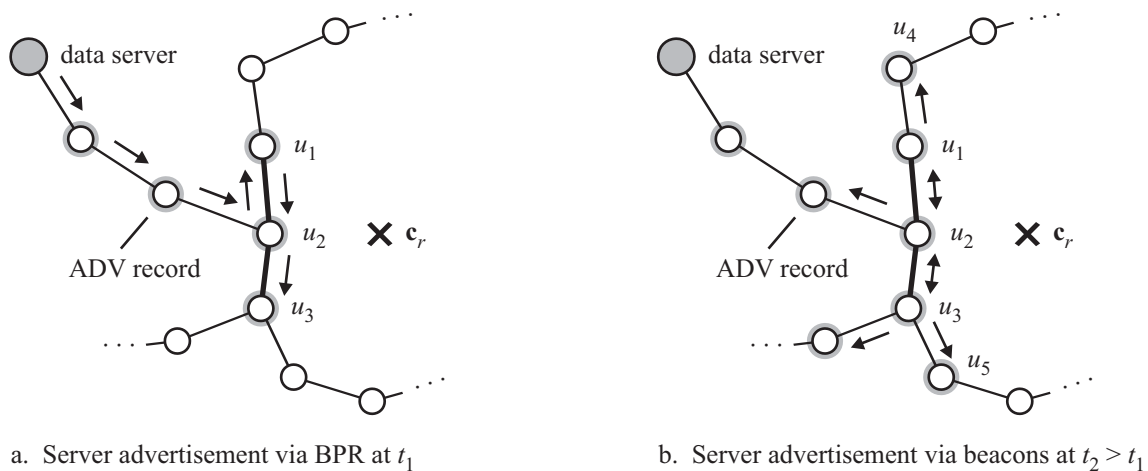 . . .
data server
u1
u2
ADV record
cr
u3
. . .
. . .
a. Server advertisement via BPR at t1
. . .
u4
data server
u1
u2
ADV record
cr
u3
. . .
u5
. . .
b. Server advertisement via beacons at t2 > t1